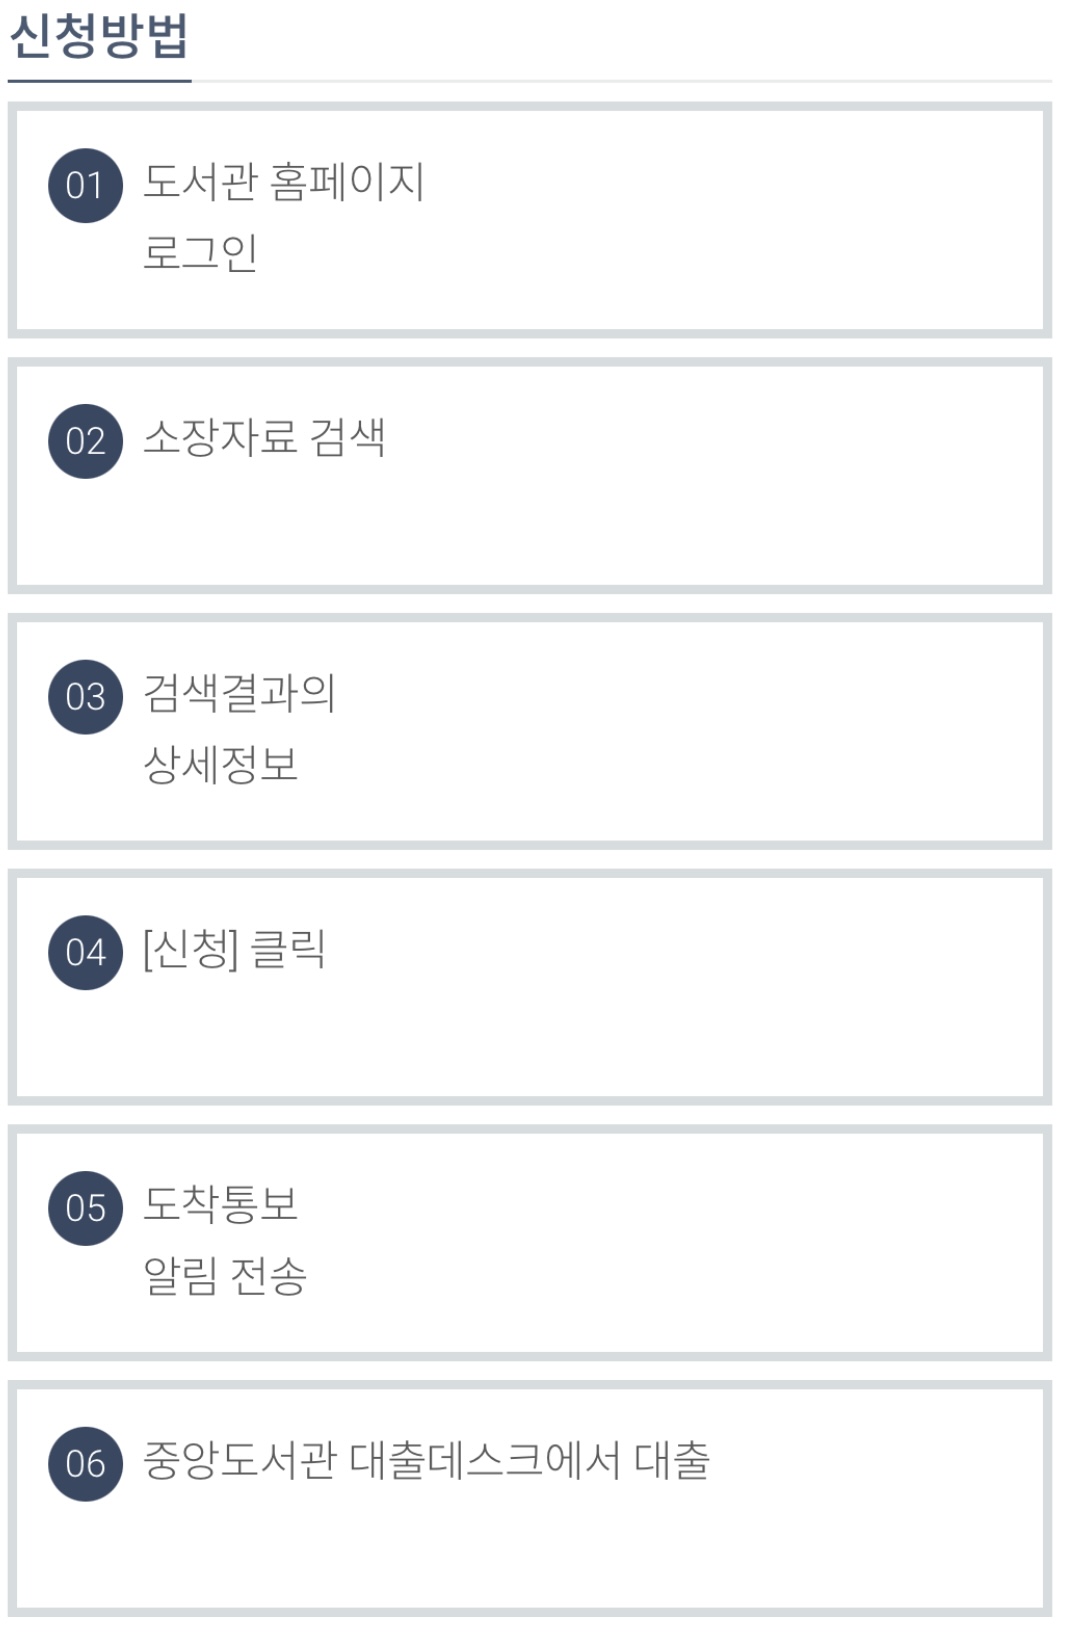 신청방법
01 도서관 홈페이지
로그인
02 소장자료 검색
03 검색결과의
상세정보
04 [신청] 클릭
05 도착통보
알림 전송
06 중앙도서관 대출데스크에서 대출